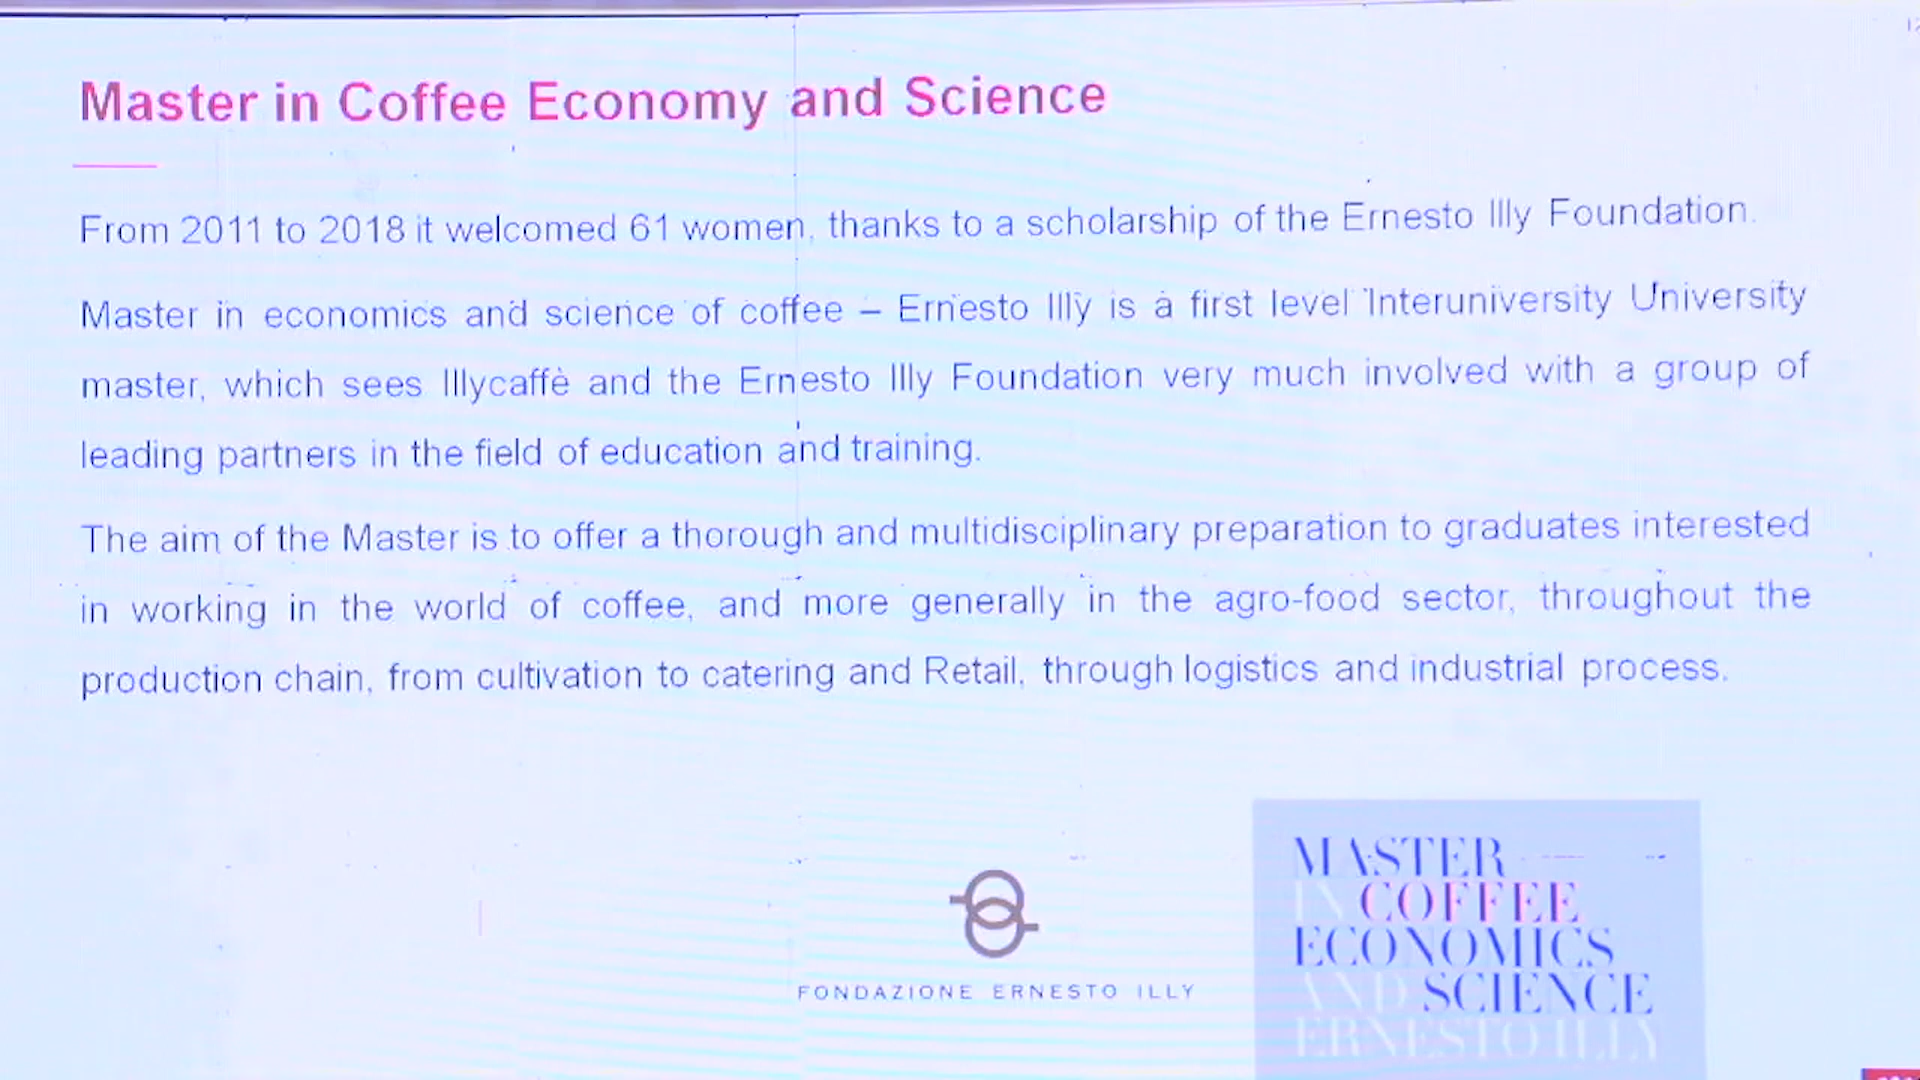 Master in Coffee Economy and Science
From 2011 to 2018 it welcomed 61 women, thanks to a scholarship of the Ernesto Illy Foundation.
Master in economics and science of coffee – Ernesto Illy is a first level Interuniversity University
master, which sees Illycaffè and the Ernesto Illy Foundation very much involved with a group of
leading partners in the field of education and training.
The aim of the Master is to offer a thorough and multidisciplinary preparation to graduates interested
in working in the world of coffee, and more generally in the agro-food sector, throughout the
production chain, from cultivation to catering and Retail, through logistics and industrial process.
FONDAZIONE ERNESTO ILLY
MASTER
IN COFFEE
ECONOMICS
AND SCIENCE
ERNESTO ILLY